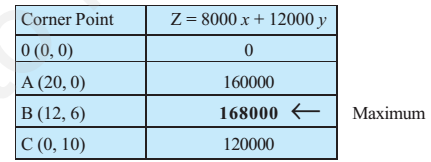 Corner Point Z = 8000 x + 12000 y
0 (0, 0) 0
A (20, 0) 160000
B (12, 6) 168000 ← Maximum
C (0, 10) 120000